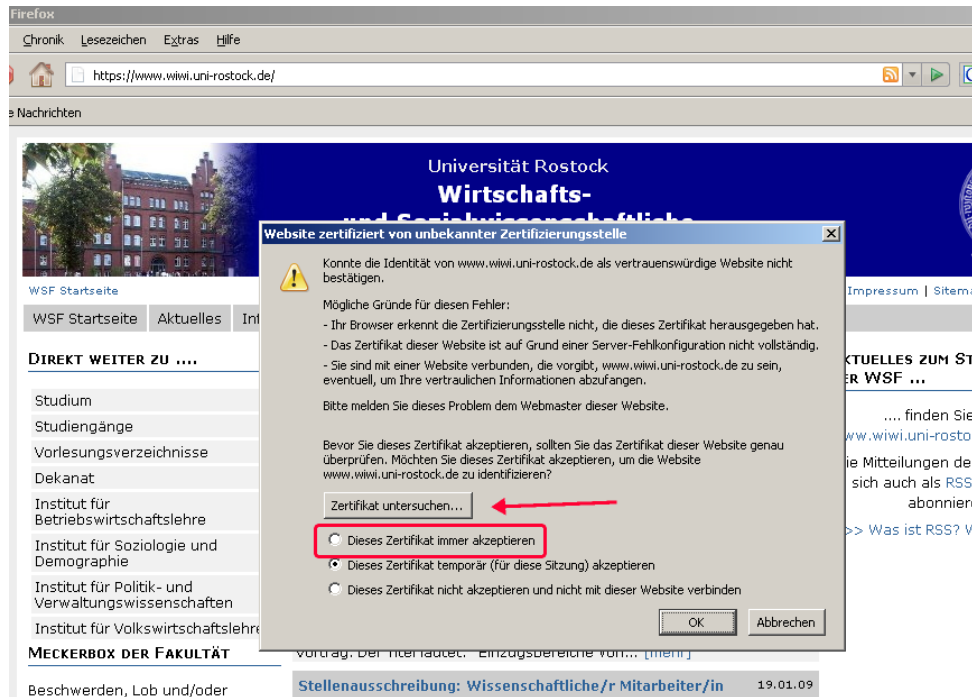 Firefox
Chronik Lesezeichen Extras Hilfe
https://www.wiwi.uni-rostock.de/
Nachrichten
Universität Rostock
Wirtschafts-
und Sozialwissenschaftliche
WSF Startseite
Impressum | Sitem
WSF Startseite Aktuelles
DIREKT WEITER ZU ....
Studium
Studiengänge
Vorlesungsverzeichnisse
Dekanat
Institut für
Betriebswirtschaftslehre
Institut für Soziologie und
Demographie
Institut für Politik- und
Verwaltungswissenschaften
Institut für Volkswirtschaftslehre
MECKERBOX DER FAKULTÄT
Beschwerden, Lob und/oder
Website zertifiziert von unbekannter Zertifizierungsstelle
Konnte die Identität von www.wiwi.uni-rostock.de als vertrauenswürdige Website nicht
bestätigen.
Mögliche Gründe für diesen Fehler:
- Ihr Browser erkennt die Zertifizierungsstelle nicht, die dieses Zertifikat herausgegeben hat.
- Das Zertifikat dieser Website ist auf Grund einer Server-Fehlkonfiguration nicht vollständig.
- Sie sind mit einer Website verbunden, die vorgibt, www.wiwi.uni-rostock.de zu sein,
eventuell, um Ihre vertraulichen Informationen abzufangen.
Bitte melden Sie dieses Problem dem Webmaster dieser Website.
Bevor Sie dieses Zertifikat akzeptieren, sollten Sie das Zertifikat dieser Website genau
überprüfen. Möchten Sie dieses Zertifikat akzeptieren, um die Website
www.wiwi.uni-rostock.de zu identifizieren?
Zertifikat untersuchen...
Dieses Zertifikat immer akzeptieren
Dieses Zertifikat temporär (für diese Sitzung) akzeptieren
Dieses Zertifikat nicht akzeptieren und nicht mit dieser Website verbinden
OK Abbrechen
KTUELLES ZUM ST
ER WSF ...
.... finden Sie
ww.wiwi.uni-rosto
ie Mitteilungen de
sich auch als RSS
abonnier
>> Was ist RSS? W
Vortrag. Der Titel lautet: "Einzugsbereiche von... [mehr]
Stellenausschreibung: Wissenschaftliche/r Mitarbeiter/in 19.01.09